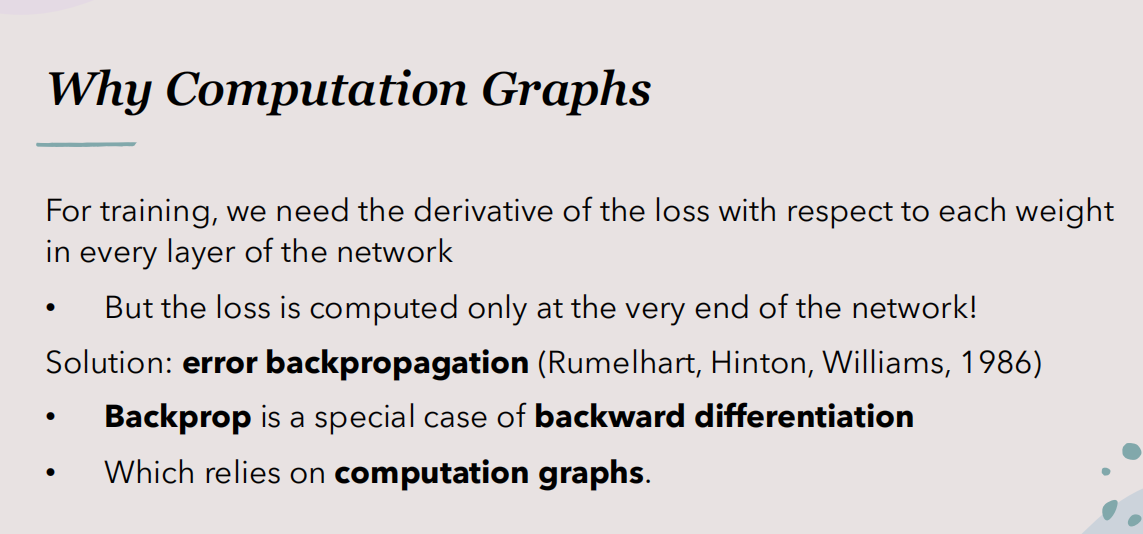 Why Computation Graphs
For training, we need the derivative of the loss with respect to each weight
in every layer of the network
• But the loss is computed only at the very end of the network!
Solution: error backpropagation (Rumelhart, Hinton, Williams, 1986)
• Backprop is a special case of backward differentiation
• Which relies on computation graphs.